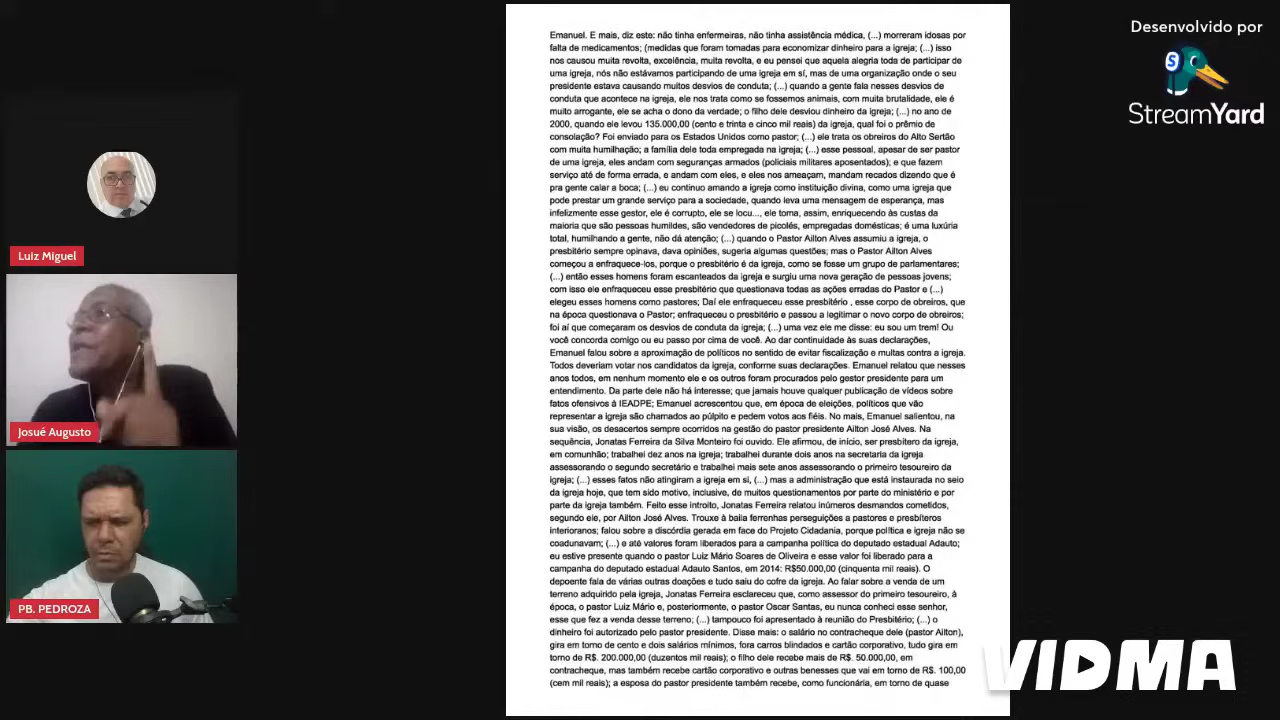 Emanuel. E mais, diz este: não tinha enfermeiras, não tinha assistência médica, (...) morreram idosas por
falta de medicamentos; (medidas que foram tomadas para economizar dinheiro para a igreja; (...) isso
nos causou muita revolta, excelência, muita revolta, e eu pensei que aquela alegria toda de participar de
uma igreja, nós não estávamos participando de uma igreja em sí, mas de uma organização onde o seu
presidente estava causando muitos desvios de conduta; (...) quando a gente fala nesses desvios de
conduta que acontece na igreja, ele nos trata como se fossemos animais, com muita brutalidade, ele é
muito arrogante, ele se acha o dono da verdade; o filho dele desviou dinheiro da igreja; (...) no ano de
2000, quando ele levou 135.000,00 (cento e trinta e cinco mil reais) da igreja, qual foi o prêmio de
consolação? Foi enviado para os Estados Unidos como pastor; (...) ele trata os obreiros do Alto Sertão
com muita humilhação; a família dele toda empregada na igreja; (...) esse pessoal, apesar de ser pastor
de uma igreja, eles andam com seguranças armados (policiais militares aposentados); e que fazem
serviço até de forma errada, e andam com eles, e eles nos ameaçam, mandam recados dizendo que é
pra gente calar a boca; (...) eu continuo amando a igreja como instituição divina, como uma igreja que
pode prestar um grande serviço para a sociedade, quando leva uma mensagem de esperança, mas
infelizmente esse gestor, ele é corrupto, ele se locu..., ele toma, assim, enriquecendo às custas da
maioria que são pessoas humildes, são vendedores de picolés, empregadas domésticas; é uma luxúria
total, humilhando a gente, não dá atenção; (...) quando o Pastor Ailton Alves assumiu a igreja, o
presbitério sempre opinava, dava opiniões, sugeria algumas questões; mas o Pastor Ailton Alves
começou a enfraquece-los, porque o presbitério é da igreja, como se fosse um grupo de parlamentares;
(...) então esses homens foram escanteados da igreja e surgiu uma nova geração de pessoas jovens;
com isso ele enfraqueceu esse presbitério que questionava todas as ações erradas do Pastor e (...)
elegeu esses homens como pastores; Daí ele enfraqueceu esse presbitério , esse corpo de obreiros, que
na época questionava o Pastor; enfraqueceu o presbitério e passou a legitimar o novo corpo de obreiros;
foi aí que começaram os desvios de conduta da igreja; (...) uma vez ele me disse: eu sou um trem! Ou
você concorda comigo ou eu passo por cima de você. Ao dar continuidade às suas declarações,
Emanuel falou sobre a aproximação de políticos no sentido de evitar fiscalização e multas contra a igreja.
Todos deveriam votar nos candidatos da igreja, conforme suas declarações. Emanuel relatou que nesses
anos todos, em nenhum momento ele e os outros foram procurados pelo gestor presidente para um
entendimento. Da parte dele não há interesse; que jamais houve qualquer publicação de vídeos sobre
fatos ofensivos à IEADPE; Emanuel acrescentou que, em época de eleições, políticos que vão
representar a igreja são chamados ao púlpito e pedem votos aos fiéis. No mais, Emanuel salientou, na
sua visão, os desacertos sempre ocorridos na gestão do pastor presidente Ailton José Alves. Na
sequência, Jonatas Ferreira da Silva Monteiro foi ouvido. Ele afirmou, de início, ser presbítero da igreja,
em comunhão; trabalhei dez anos na igreja; trabalhei durante dois anos na secretaria da igreja
assessorando o segundo secretário e trabalhei mais sete anos assessorando o primeiro tesoureiro da
igreja; (...) esses fatos não atingiram a igreja em si, (...) mas a administração que está instaurada no seio
da igreja hoje, que tem sido motivo, inclusive, de muitos questionamentos por parte do ministério e por
parte da igreja também. Feito esse introito, Jonatas Ferreira relatou inúmeros desmandos cometidos,
segundo ele, por Ailton José Alves. Trouxe à baila ferrenhas perseguições a pastores e presbíteros
interioranos; falou sobre a discórdia gerada em face do Projeto Cidadania, porque política e igreja não se
coadunavam; (...) e até valores foram liberados para a campanha política do deputado estadual Adauto;
eu estive presente quando o pastor Luiz Mário Soares de Oliveira e esse valor foi liberado para a
campanha do deputado estadual Adauto Santos, em 2014: R$50.000,00 (cinquenta mil reais). O
depoente fala de várias outras doações e tudo saiu do cofre da igreja. Ao falar sobre a venda de um
terreno adquirido pela igreja, Jonatas Ferreira esclareceu que, como assessor do primeiro tesoureiro, à
época, o pastor Luiz Mário e, posteriormente, o pastor Oscar Santas, eu nunca conheci esse senhor,
esse que fez a venda desse terreno; (...) tampouco foi apresentado à reunião do Presbitério; (...) o
dinheiro foi autorizado pelo pastor presidente. Disse mais: o salário no contracheque dele (pastor Ailton),
gira em torno de cento e dois salários mínimos, fora carros blindados e cartão corporativo, tudo gira em
torno de R$. 200.000,00 (duzentos mil reais); o filho dele recebe mais de R$. 50.000,00, em
contracheque, mas também recebe cartão corporativo e outras benesses que vai em torno de R$. 100,00
(cem mil reais); a esposa do pastor presidente também recebe, como funcionária, em torno de quase
Luiz Miguel
Josué Augusto
PB. PEDROZA
Desenvolvido por
StreamYard
VIDMA